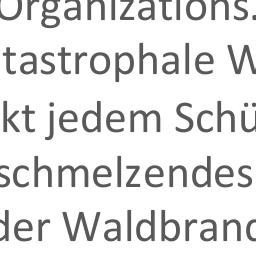 Organizations.
tastrophale W
kt jedem Schü
schmelzendes
der Waldbrand